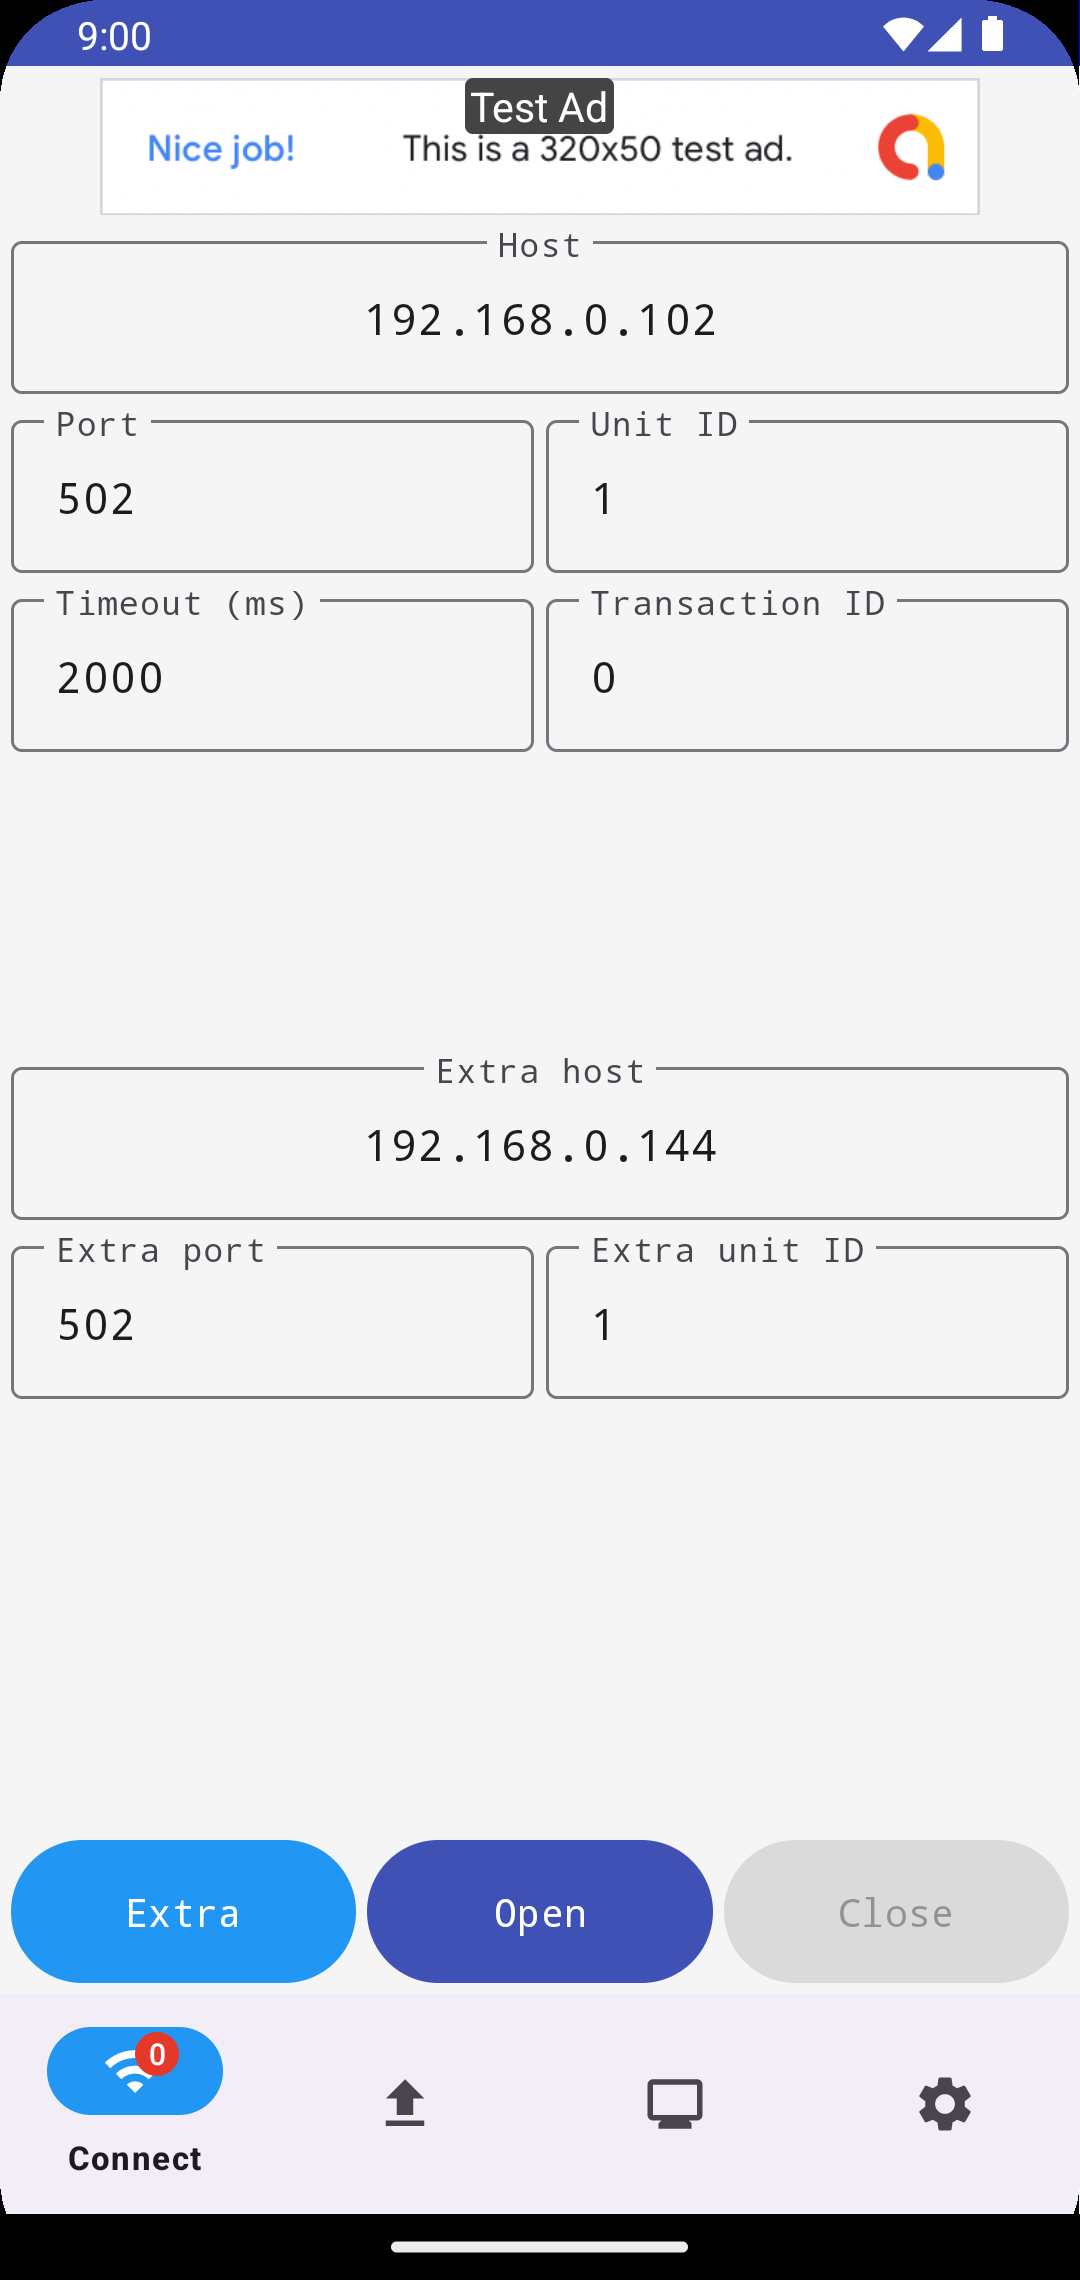 9:00
Test Ad
Nice job!
This is a 320x50 test ad.
Host
192.168.0.102
Port
Unit ID
502
1
Timeout (ms)
Transaction ID
2000
0
Extra host
192.168.0.144
Extra port
Extra unit ID
502
1
Extra
Open
Close
0
Connect